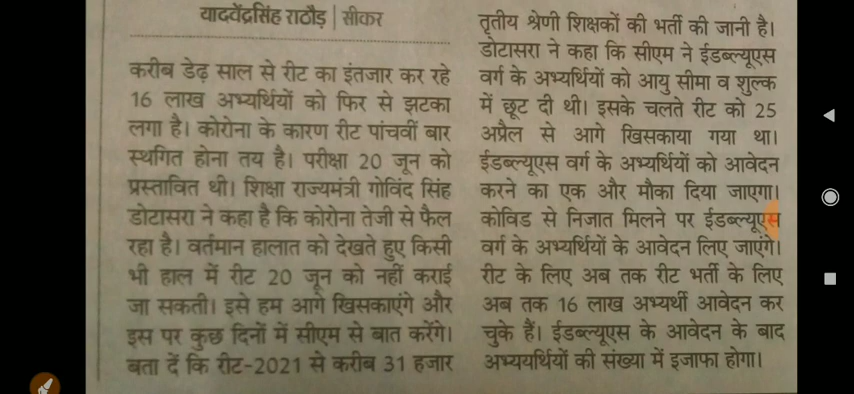 यादवेंद्रसिंह राठौड़ | सीकर
करीब डेढ़ साल से रीट का इंतजार कर रहे
16 लाख अभ्यर्थियों को फिर से झटका
लगा है। कोरोना के कारण रीट पांचवीं बार
स्थगित होना तय है। परीक्षा 20 जून को
प्रस्तावित थी। शिक्षा राज्यमंत्री गोविंद सिंह
डोटासरा ने कहा है कि कोरोना तेजी से फैल
रहा है। वर्तमान हालात को देखते हुए किसी
भी हाल में रीट 20 जून को नहीं कराई
जा सकती। इसे हम आगे खिसकाएंगे और
इस पर कुछ दिनों में सीएम से बात करेंगे।
बता दें कि रीट-2021 से करीब 31 हजार
तृतीय श्रेणी शिक्षकों की भर्ती की जानी है।
डोटासरा ने कहा कि सीएम ने ईडब्ल्यूएस
वर्ग के अभ्यर्थियों को आयु सीमा व शुल्क
में छूट दी थी। इसके चलते रीट को 25
अप्रैल से आगे खिसकाया गया था।
ईडब्ल्यूएस वर्ग के अभ्यर्थियों को आवेदन
करने का एक और मौका दिया जाएगा।
कोविड से निजात मिलने पर ईडब्ल्यूएस
वर्ग के अभ्यर्थियों के आवेदन लिए जाएंगे।
रीट के लिए अब तक रीट भर्ती के लिए
अब तक 16 लाख अभ्यर्थी आवेदन कर
चुके हैं। ईडब्ल्यूएस के आवेदन के बाद
अभ्ययर्थियों की संख्या में इजाफा होगा।